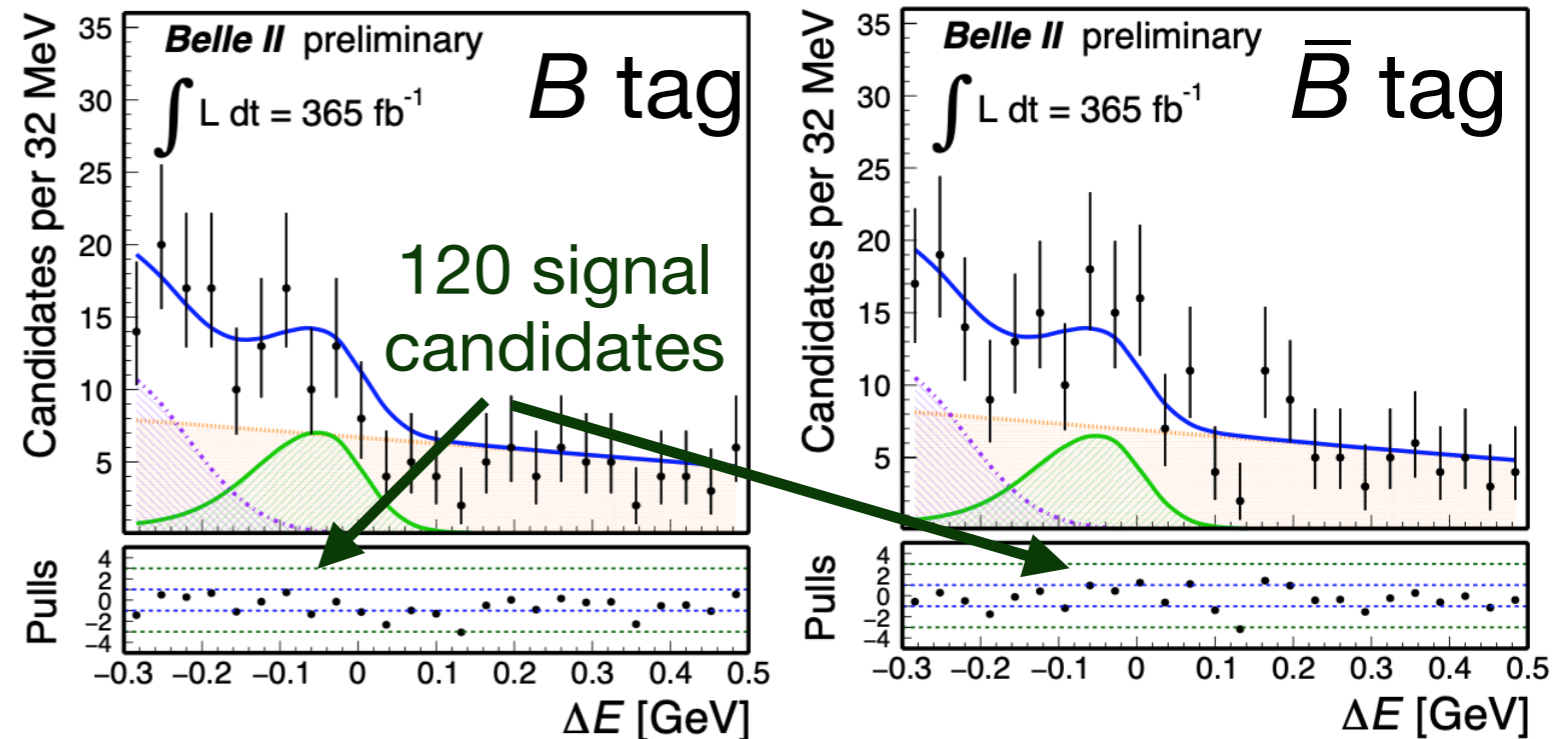 Belle II preliminary
B tag
∫ L dt = 365 fb⁻¹
Candidates per 32 MeV
35
30
25
20
15
10
5
Pulls
4
2
0
−2
−4
−0.3 −0.2 −0.1 0 0.1 0.2 0.3 0.4 0.5
ΔE [GeV]
120 signal
candidates
Belle II preliminary
B̅ tag
∫ L dt = 365 fb⁻¹
Candidates per 32 MeV
35
30
25
20
15
10
5
Pulls
4
2
0
−2
−4
−0.3 −0.2 −0.1 0 0.1 0.2 0.3 0.4 0.5
ΔE [GeV]